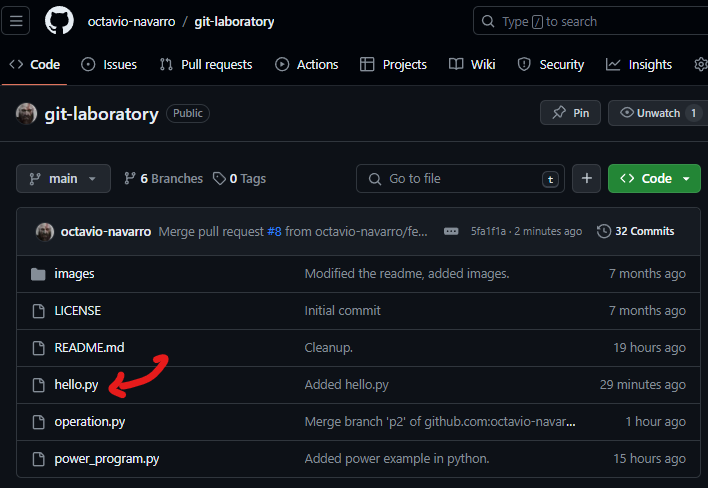 octavio-navarro / git-laboratory
Type / to search
Code Issues Pull requests Actions Projects Wiki Security Insights
git-laboratory Public
Pin Unwatch 1
main 6 Branches 0 Tags Go to file t + Code
octavio-navarro Merge pull request #8 from octavio-navarro/fe... 5fa1f1a · 2 minutes ago 32 Commits
images Modified the readme, added images. 7 months ago
LICENSE Initial commit 7 months ago
README.md Cleanup. 19 hours ago
hello.py Added hello.py 29 minutes ago
operation.py Merge branch 'p2' of github.com:octavio-navar... 1 hour ago
power_program.py Added power example in python. 15 hours ago